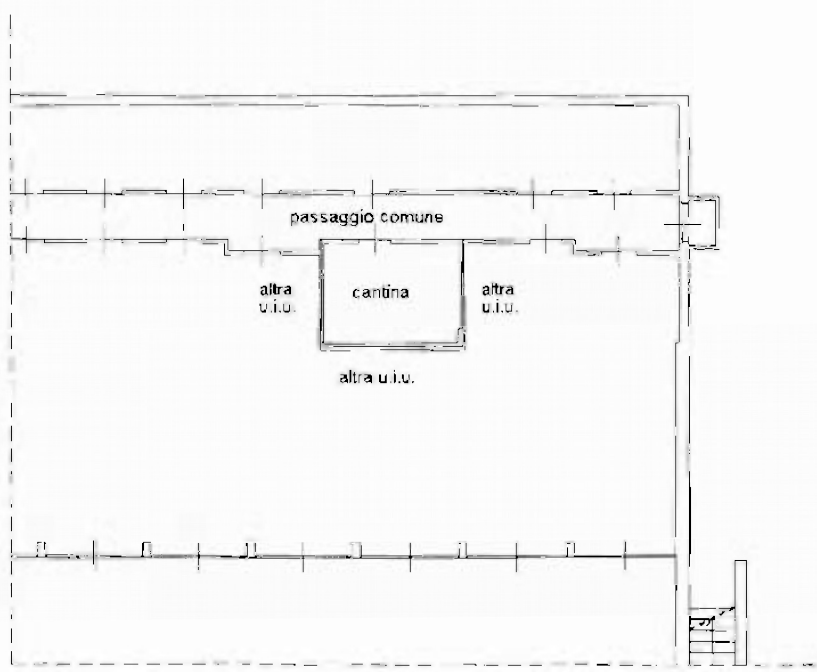 passaggio comune
altra
u.i.u.
cantina
altra
u.i.u.
altra u.i.u.